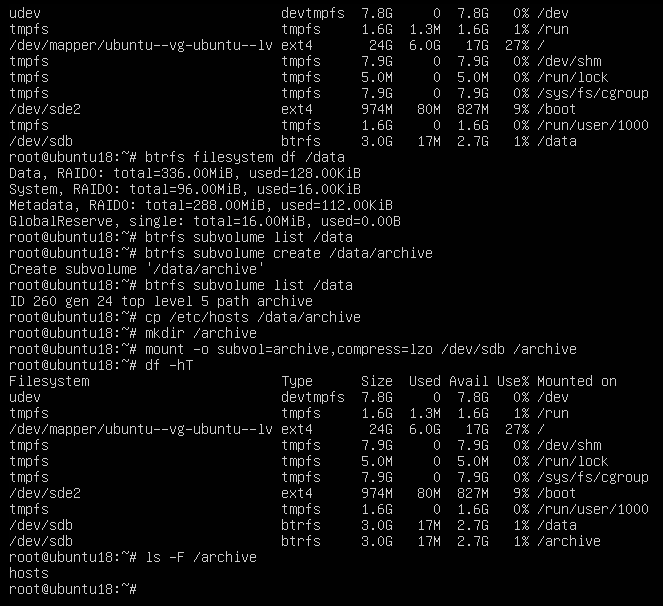 udev                              devtmpfs  7.8G     0  7.8G   0% /dev
tmpfs                             tmpfs     1.6G  1.3M  1.6G   1% /run
/dev/mapper/ubuntu--vg-ubuntu--lv ext4       24G  6.0G   17G  27% /
tmpfs                             tmpfs     7.9G     0  7.9G   0% /dev/shm
tmpfs                             tmpfs     5.0M     0  5.0M   0% /run/lock
tmpfs                             tmpfs     7.9G     0  7.9G   0% /sys/fs/cgroup
/dev/sde2                         ext4      974M   80M  827M   9% /boot
tmpfs                             tmpfs     1.6G     0  1.6G   0% /run/user/1000
/dev/sdb                          btrfs     3.0G   17M  2.7G   1% /data
root@ubuntu18:~# btrfs filesystem df /data
Data, RAID0: total=336.00MiB, used=128.00KiB
System, RAID0: total=96.00MiB, used=16.00KiB
Metadata, RAID0: total=288.00MiB, used=112.00KiB
GlobalReserve, single: total=16.00MiB, used=0.00B
root@ubuntu18:~# btrfs subvolume list /data
root@ubuntu18:~# btrfs subvolume create /data/archive
Create subvolume '/data/archive'
root@ubuntu18:~# btrfs subvolume list /data
ID 260 gen 24 top level 5 path archive
root@ubuntu18:~# cp /etc/hosts /data/archive
root@ubuntu18:~# mkdir /archive
root@ubuntu18:~# mount -o subvol=archive,compress=lzo /dev/sdb /archive
root@ubuntu18:~# df -hT
Filesystem                        Type      Size  Used Avail Use% Mounted on
udev                              devtmpfs  7.8G     0  7.8G   0% /dev
tmpfs                             tmpfs     1.6G  1.3M  1.6G   1% /run
/dev/mapper/ubuntu--vg-ubuntu--lv ext4       24G  6.0G   17G  27% /
tmpfs                             tmpfs     7.9G     0  7.9G   0% /dev/shm
tmpfs                             tmpfs     5.0M     0  5.0M   0% /run/lock
tmpfs                             tmpfs     7.9G     0  7.9G   0% /sys/fs/cgroup
/dev/sde2                         ext4      974M   80M  827M   9% /boot
tmpfs                             tmpfs     1.6G     0  1.6G   0% /run/user/1000
/dev/sdb                          btrfs     3.0G   17M  2.7G   1% /data
/dev/sdb                          btrfs     3.0G   17M  2.7G   1% /archive
root@ubuntu18:~# ls -F /archive
hosts
root@ubuntu18:~#